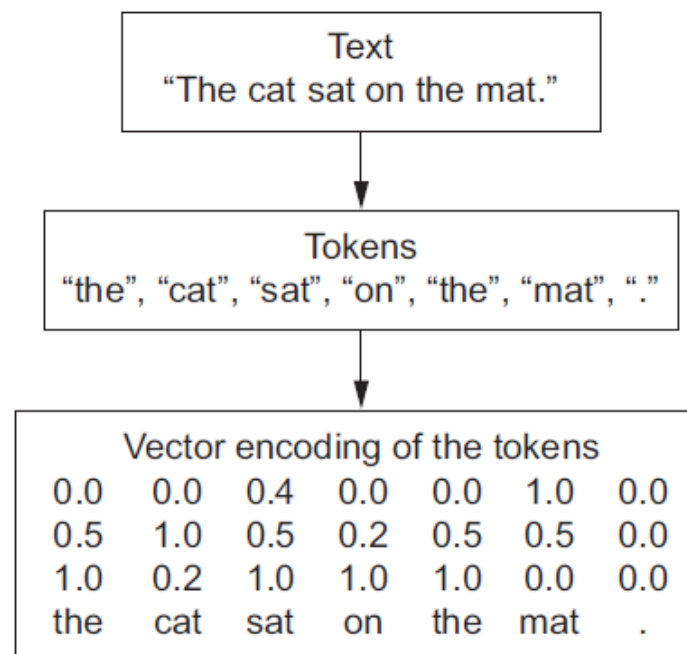 Text
“The cat sat on the mat.”
Tokens
“the”, “cat”, “sat”, “on”, “the”, “mat”, “.”
Vector encoding of the tokens
0.0 0.0 0.4 0.0 0.0 1.0 0.0
0.5 1.0 0.5 0.2 0.5 0.5 0.0
1.0 0.2 1.0 1.0 1.0 0.0 0.0
the cat sat on the mat .